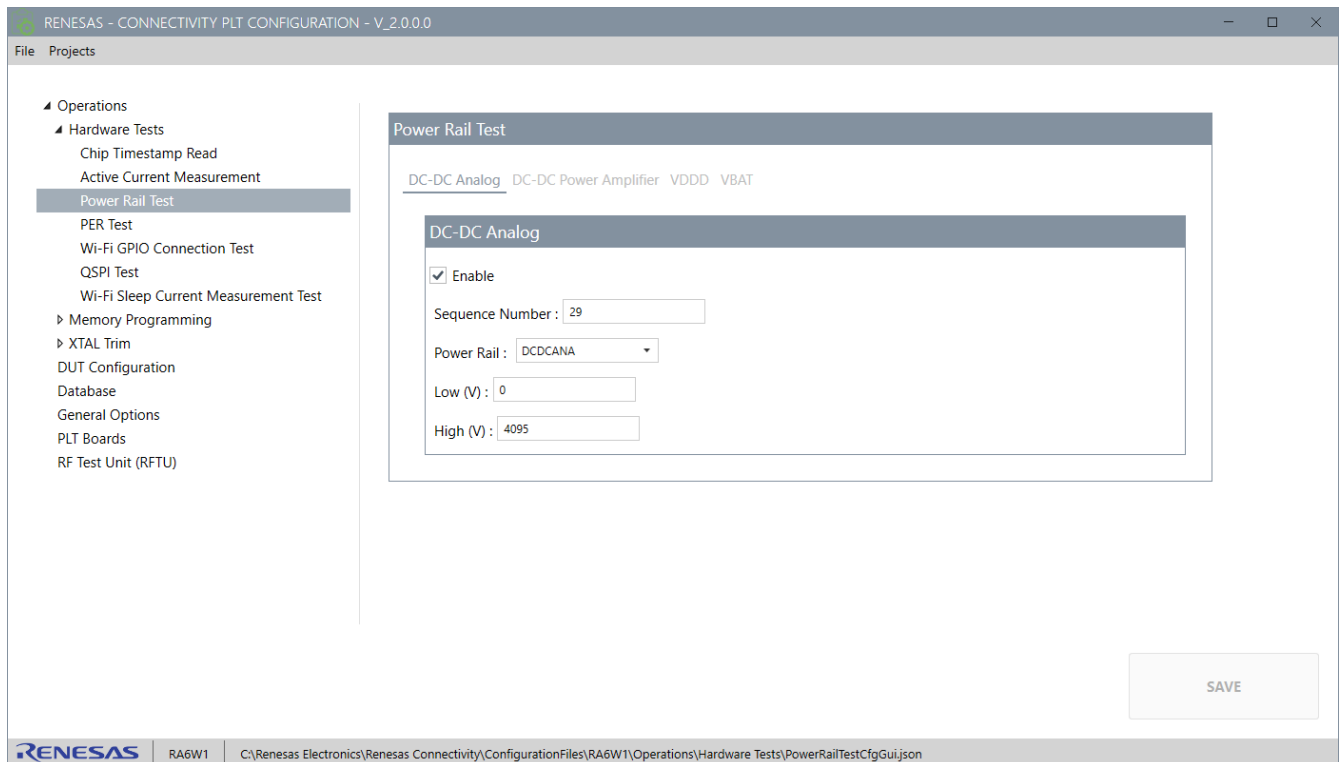 RENESAS - CONNECTIVITY PLT CONFIGURATION - V_2.0.0.0
File Projects
Operations
Hardware Tests
Chip Timestamp Read
Active Current Measurement
Power Rail Test
PER Test
Wi-Fi GPIO Connection Test
QSPI Test
Wi-Fi Sleep Current Measurement Test
Memory Programming
XTAL Trim
DUT Configuration
Database
General Options
PLT Boards
RF Test Unit (RFTU)
Power Rail Test
DC-DC Analog DC-DC Power Amplifier VDDD VBAT
DC-DC Analog
Enable
Sequence Number : 29
Power Rail : DCDCANA
Low (V) : 0
High (V) : 4095
SAVE
RENESAS RA6W1 C:\Renesas Electronics\Renesas Connectivity\ConfigurationFiles\RA6W1\Operations\Hardware Tests\PowerRailTestCfgGui.json